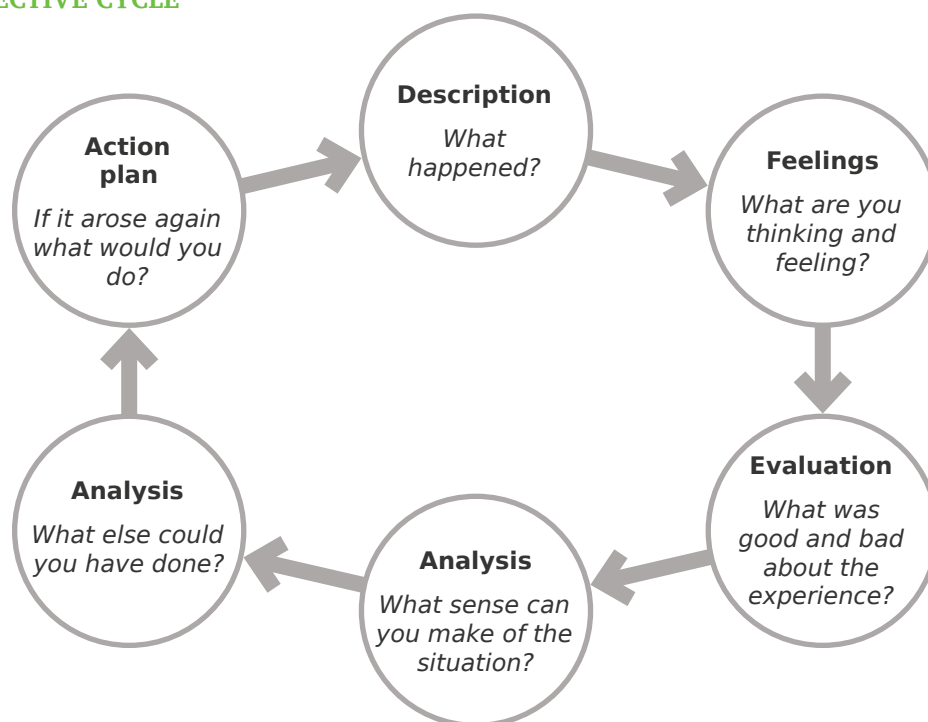 ECTIVE CYCLE
Description
What
happened?
Feelings
What are you
thinking and
feeling?
Evaluation
What was
good and bad
about the
experience?
Analysis
What sense can
you make of the
situation?
Analysis
What else could
you have done?
Action
plan
If it arose again
what would you
do?